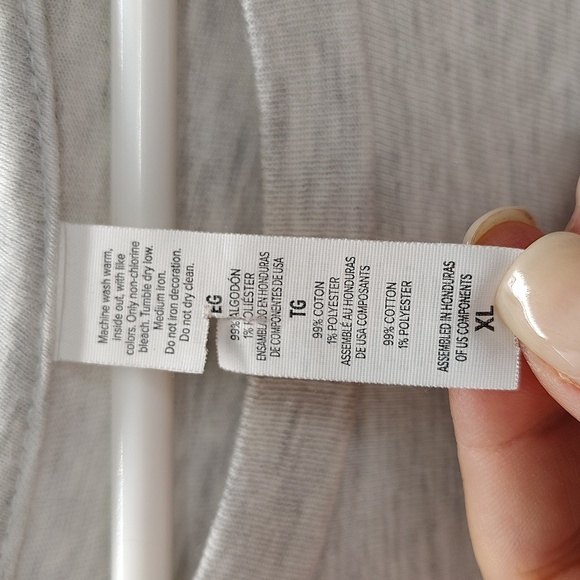 Machine wash warm,
inside out, with like
colors. Only non-chlorine
bleach. Tumble dry low.
Medium iron.
Do not iron decoration.
Do not dry clean.
EG
99% ALGODON
1% POLIÉSTER
ENSAMBLADO EN HONDURAS
DE COMPONENTES DE USA
TG
99% COTON
1% POLYESTER
ASSEMBLÉ AU HONDURAS
DE USA COMPOSANTS
99% COTTON
1% POLYESTER
ASSEMBLED IN HONDURAS
OF US COMPONENTS
XL